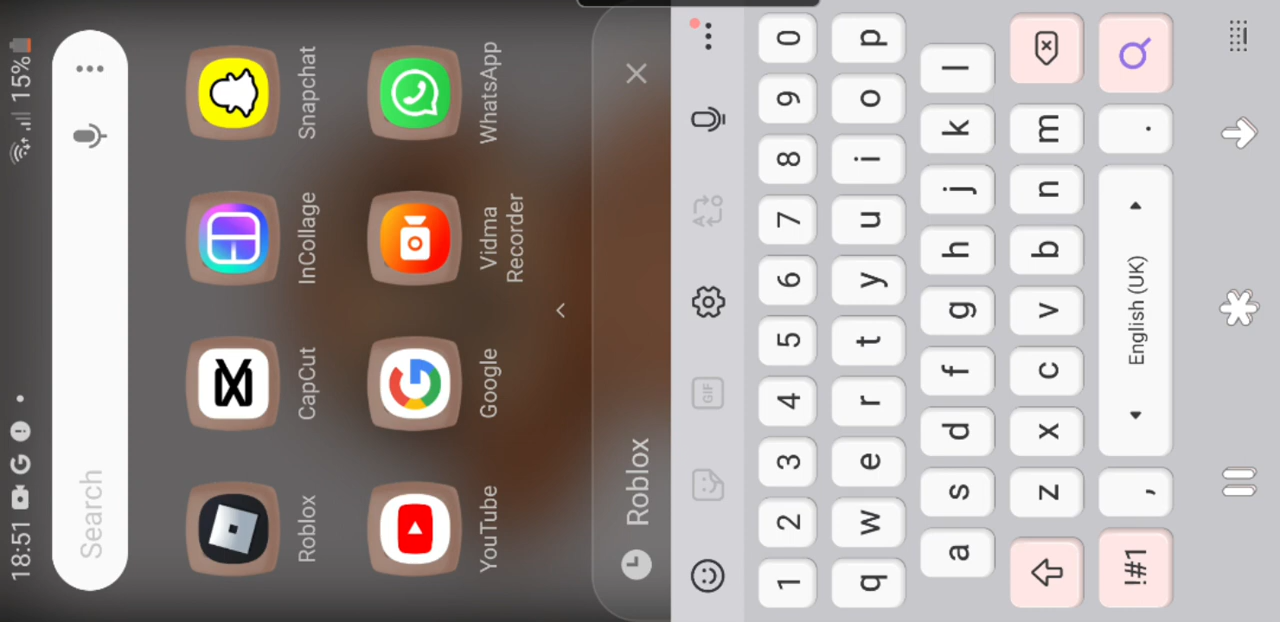 18:51
15%
Search
Roblox
CapCut
InCollage
Snapchat
YouTube
Google
Vidma
Recorder
WhatsApp
Roblox
GIF
1 2 3 4 5 6 7 8 9 0
q w e r t y u i o p
a s d f g h j k l
z x c v b n m
!#1 , English (UK) .